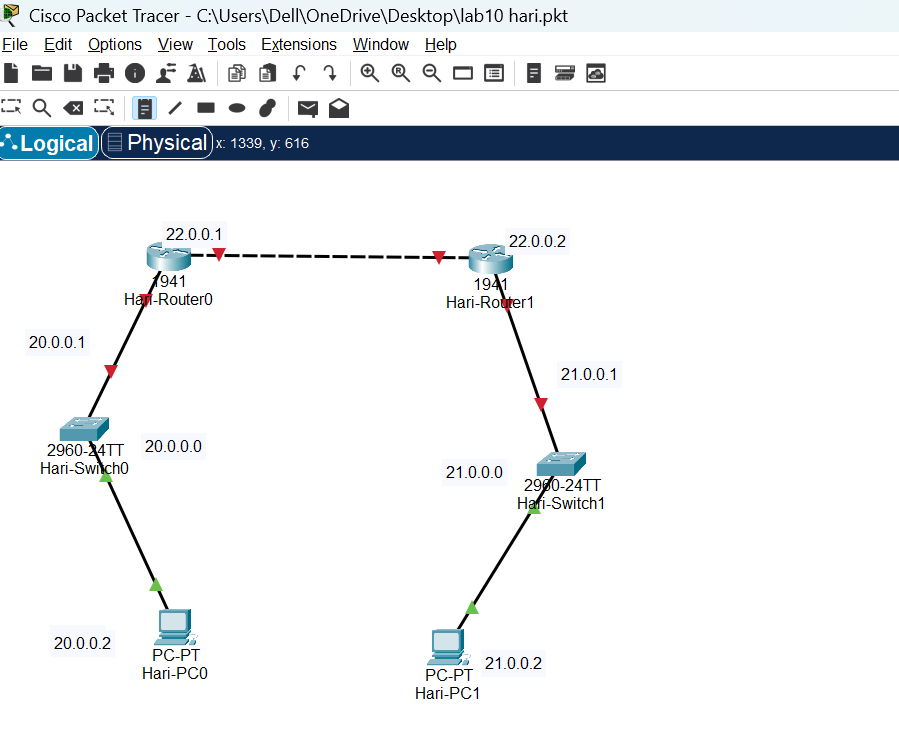 Cisco Packet Tracer - C:\Users\Dell\OneDrive\Desktop\lab10 hari.pkt
File Edit Options View Tools Extensions Window Help
Logical Physical x: 1339, y: 616
22.0.0.1
22.0.0.2
1941
Hari-Router0
1941
Hari-Router1
20.0.0.1
21.0.0.1
2960-24TT
Hari-Switch0
20.0.0.0
21.0.0.0
2960-24TT
Hari-Switch1
20.0.0.2
PC-PT
Hari-PC0
PC-PT
Hari-PC1
21.0.0.2